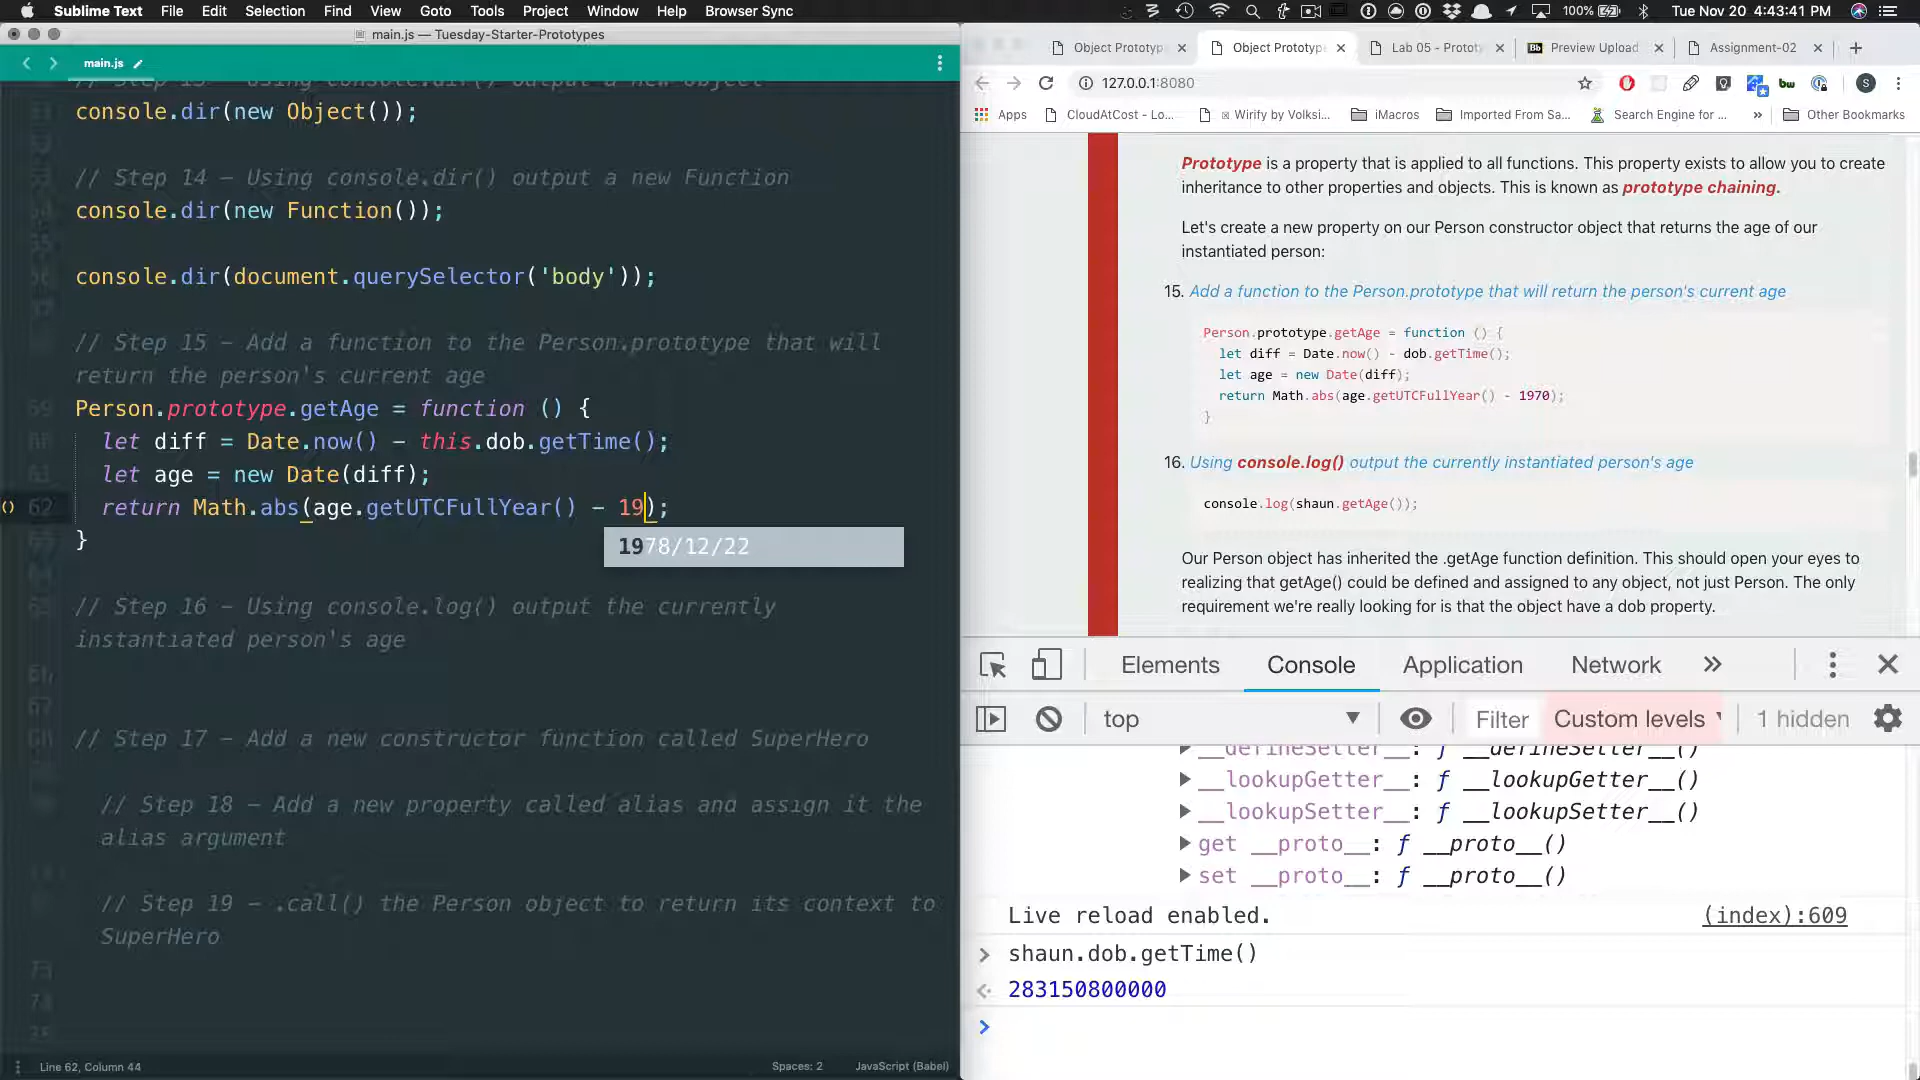 Sublime Text File Edit Selection Find View Goto Tools Project Window Help Browser Sync 100% Tue Nov 20 4:43:41 PM
main.js — Tuesday-Starter-Prototypes
main.js
console.dir(new Object());
// Step 14 – Using console.dir() output a new Function
console.dir(new Function());
console.dir(document.querySelector('body'));
// Step 15 – Add a function to the Person.prototype that will
return the person's current age
Person.prototype.getAge = function () {
let diff = Date.now() – this.dob.getTime();
let age = new Date(diff);
62 return Math.abs(age.getUTCFullYear() – 19);
}
1978/12/22
// Step 16 – Using console.log() output the currently
instantiated person's age
// Step 17 – Add a new constructor function called SuperHero
// Step 18 – Add a new property called alias and assign it the
alias argument
// Step 19 – .call() the Person object to return its context to
SuperHero
Line 62, Column 44 Spaces: 2 JavaScript (Babel)
Object Prototyp Object Prototype Lab 05 - Protot Bb Preview Upload Assignment-02
127.0.0.1:8080
Apps CloudAtCost - Lo... Wirify by Volksi... iMacros Imported From Sa... Search Engine for ... » Other Bookmarks
Prototype is a property that is applied to all functions. This property exists to allow you to create
inheritance to other properties and objects. This is known as prototype chaining.
Let's create a new property on our Person constructor object that returns the age of our
instantiated person:
15. Add a function to the Person.prototype that will return the person's current age
Person.prototype.getAge = function () {
let diff = Date.now() - dob.getTime();
let age = new Date(diff);
return Math.abs(age.getUTCFullYear() - 1970);
}
16. Using console.log() output the currently instantiated person's age
console.log(shaun.getAge());
Our Person object has inherited the .getAge function definition. This should open your eyes to
realizing that getAge() could be defined and assigned to any object, not just Person. The only
requirement we're really looking for is that the object have a dob property.
Elements Console Application Network »
top Filter Custom levels 1 hidden
__defineSetter__: ƒ __defineSetter__()
__lookupGetter__: ƒ __lookupGetter__()
__lookupSetter__: ƒ __lookupSetter__()
get __proto__: ƒ __proto__()
set __proto__: ƒ __proto__()
Live reload enabled. (index):609
shaun.dob.getTime()
283150800000